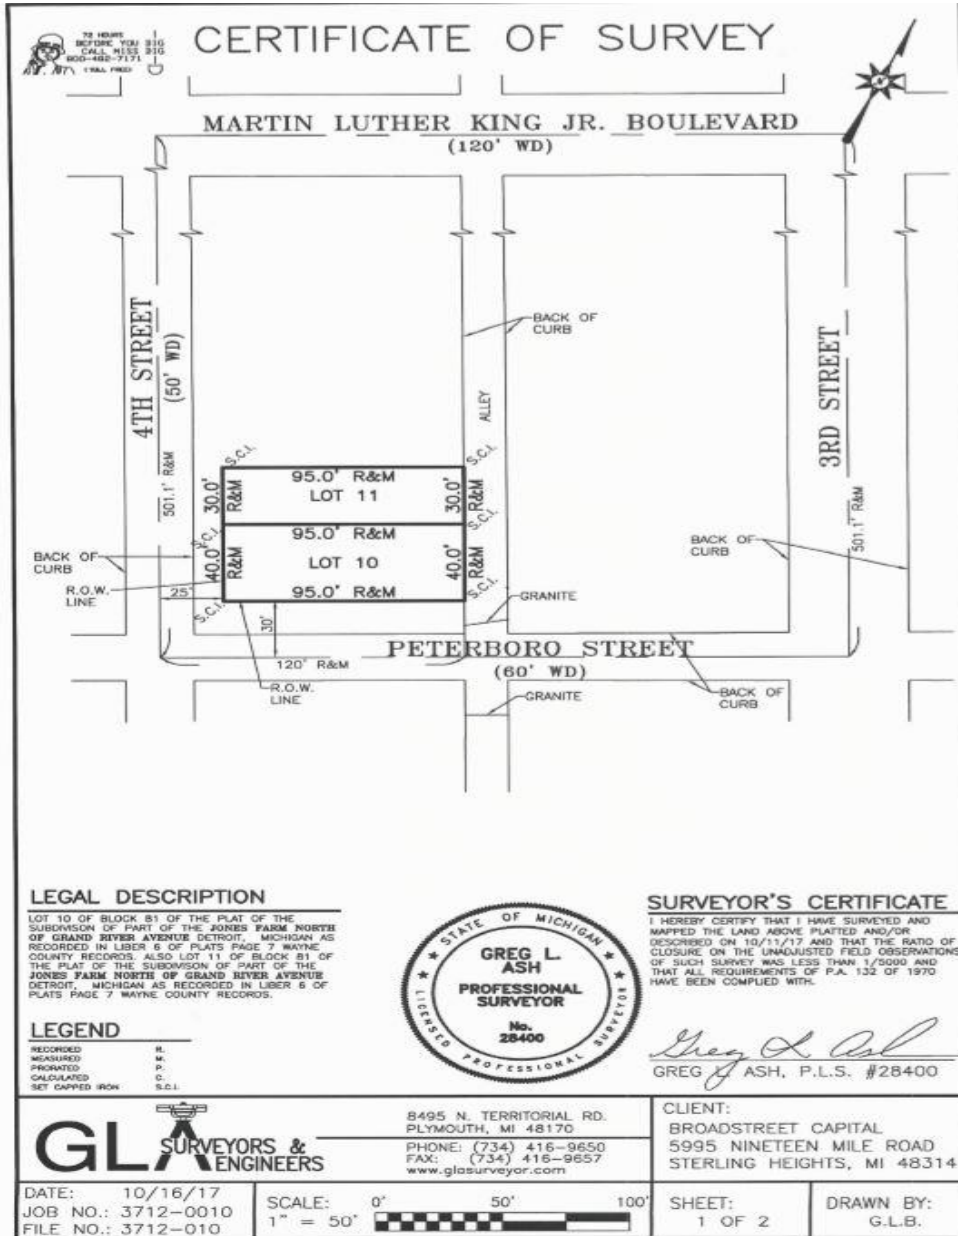 72 HOURS
BEFORE YOU DIG
CALL MISS DIG
800-482-7171
(TOLL FREE)
CERTIFICATE OF SURVEY
MARTIN LUTHER KING JR. BOULEVARD
(120' WD)
4TH STREET
(50' WD)
BACK OF
CURB
ALLEY
3RD STREET
501.1' R&M
S.C.I.
S.C.I.
95.0' R&M
LOT 11
30.0'
R&M
30.0'
R&M
501.1' R&M
S.C.I.
S.C.I.
95.0' R&M
LOT 10
40.0'
R&M
40.0'
R&M
95.0' R&M
BACK OF
CURB
BACK OF
CURB
R.O.W.
LINE
25'
S.C.I.
S.C.I.
GRANITE
30'
PETERBORO STREET
(60' WD)
120' R&M
R.O.W.
LINE
GRANITE
BACK OF
CURB
LEGAL DESCRIPTION
LOT 10 OF BLOCK 81 OF THE PLAT OF THE
SUBDIVISON OF PART OF THE JONES FARM NORTH
OF GRAND RIVER AVENUE DETROIT, MICHIGAN AS
RECORDED IN LIBER 6 OF PLATS PAGE 7 WAYNE
COUNTY RECORDS. ALSO LOT 11 OF BLOCK 81 OF
THE PLAT OF THE SUBDIVISON OF PART OF THE
JONES FARM NORTH OF GRAND RIVER AVENUE
DETROIT, MICHIGAN AS RECORDED IN LIBER 6 OF
PLATS PAGE 7 WAYNE COUNTY RECORDS.
LEGEND
RECORDED R.
MEASURED M.
PRORATED P.
CALCULATED C.
SET CAPPED IRON S.C.I.
STATE OF MICHIGAN
GREG L.
ASH
PROFESSIONAL
SURVEYOR
No.
28400
LICENSED PROFESSIONAL SURVEYOR
SURVEYOR'S CERTIFICATE
I HEREBY CERTIFY THAT I HAVE SURVEYED AND
MAPPED THE LAND ABOVE PLATTED AND/OR
DESCRIBED ON 10/11/17 AND THAT THE RATIO OF
CLOSURE ON THE UNADJUSTED FIELD OBSERVATIONS
OF SUCH SURVEY WAS LESS THAN 1/5000 AND
THAT ALL REQUIREMENTS OF P.A. 132 OF 1970
HAVE BEEN COMPLIED WITH.
Greg L. Ash
GREG L. ASH, P.L.S. #28400
GLA SURVEYORS &
ENGINEERS
8495 N. TERRITORIAL RD.
PLYMOUTH, MI 48170
PHONE: (734) 416-9650
FAX: (734) 416-9657
www.glasurveyor.com
CLIENT:
BROADSTREET CAPITAL
5995 NINETEEN MILE ROAD
STERLING HEIGHTS, MI 48314
DATE: 10/16/17
JOB NO.: 3712-0010
FILE NO.: 3712-010
SCALE:
1" = 50'
0' 50' 100'
SHEET:
1 OF 2
DRAWN BY:
G.L.B.